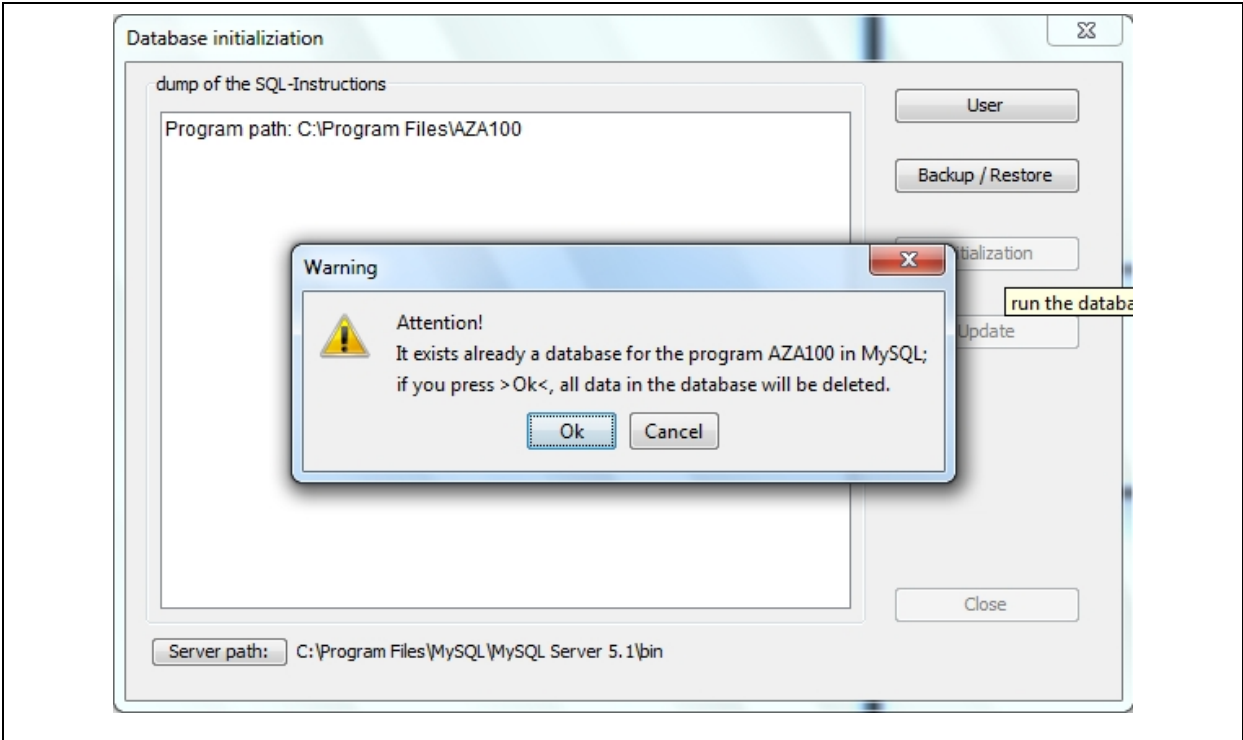 Database initializiation
dump of the SQL-Instructions
Program path: C:\Program Files\AZA100
User
Backup / Restore
tialization
run the databa
Update
Warning
Attention!
It exists already a database for the program AZA100 in MySQL;
if you press >Ok<, all data in the database will be deleted.
Ok Cancel
Close
Server path: C:\Program Files\MySQL\MySQL Server 5.1\bin